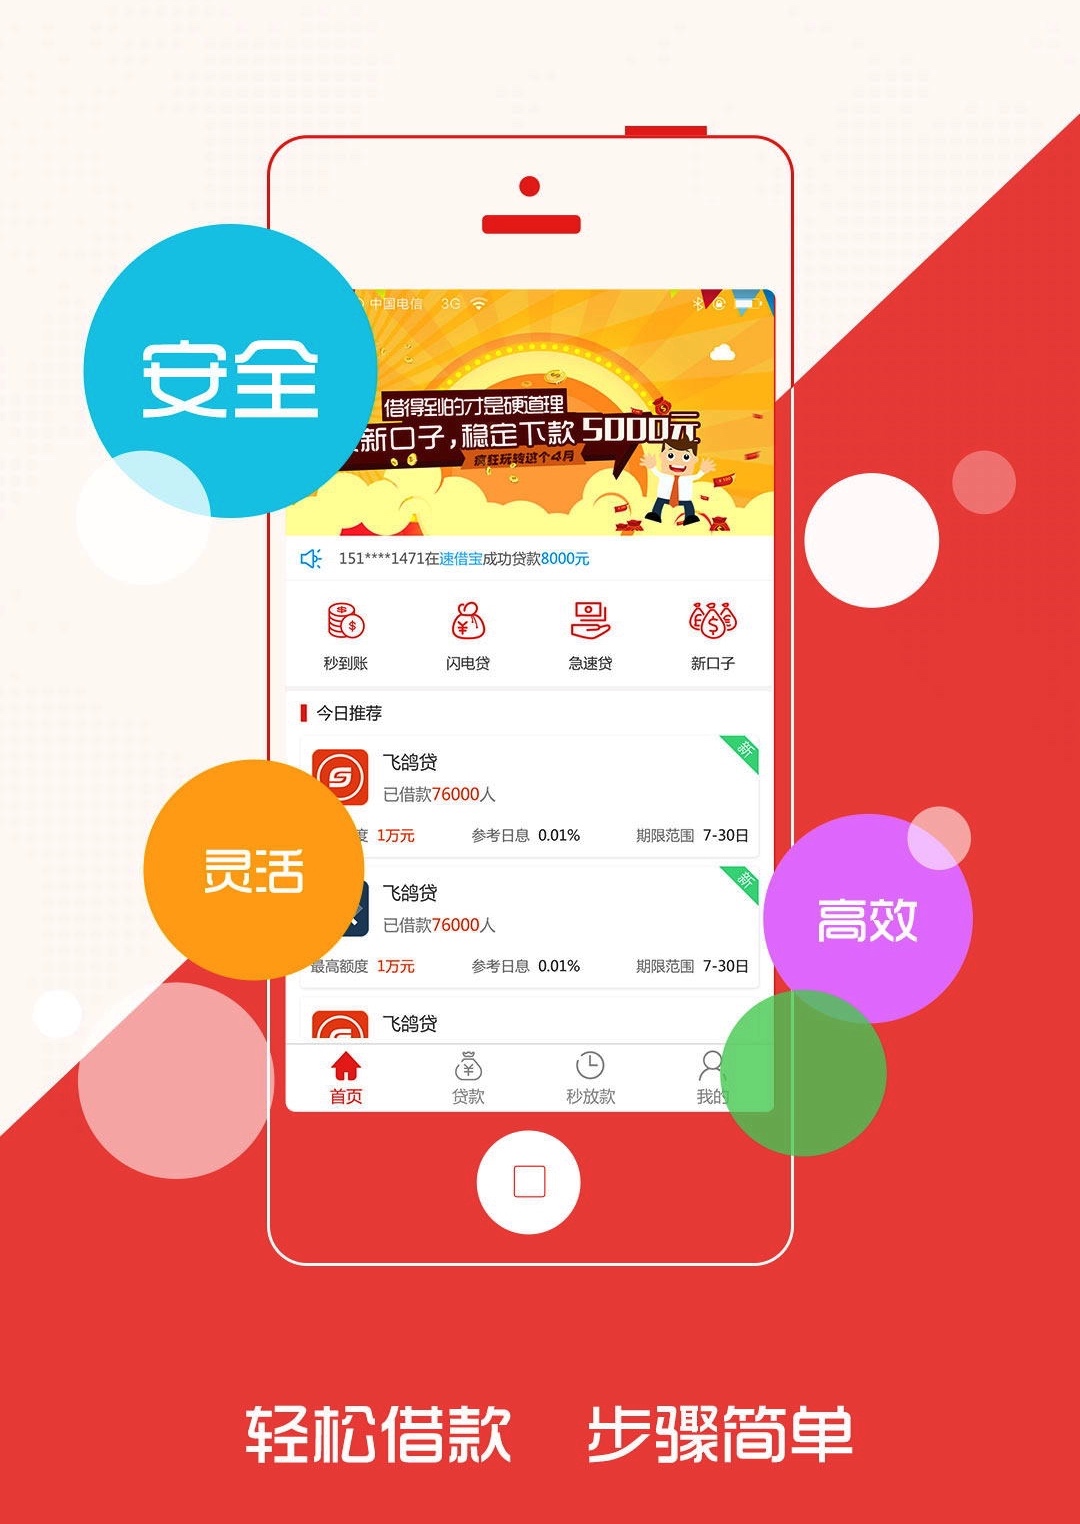 中国电信 3G
安全
借得到的才是硬道理
新口子,稳定下款5000元
疯狂玩转这个4月
151****1471在速借宝成功贷款8000元
秒到账 闪电贷 急速贷 新口子
今日推荐
飞鸽贷 新
已借款76000人
度 1万元 参考日息 0.01% 期限范围 7-30日
灵活
飞鸽贷 新
已借款76000人
高效
最高额度 1万元 参考日息 0.01% 期限范围 7-30日
飞鸽贷
首页 贷款 秒放款 我的
轻松借款 步骤简单